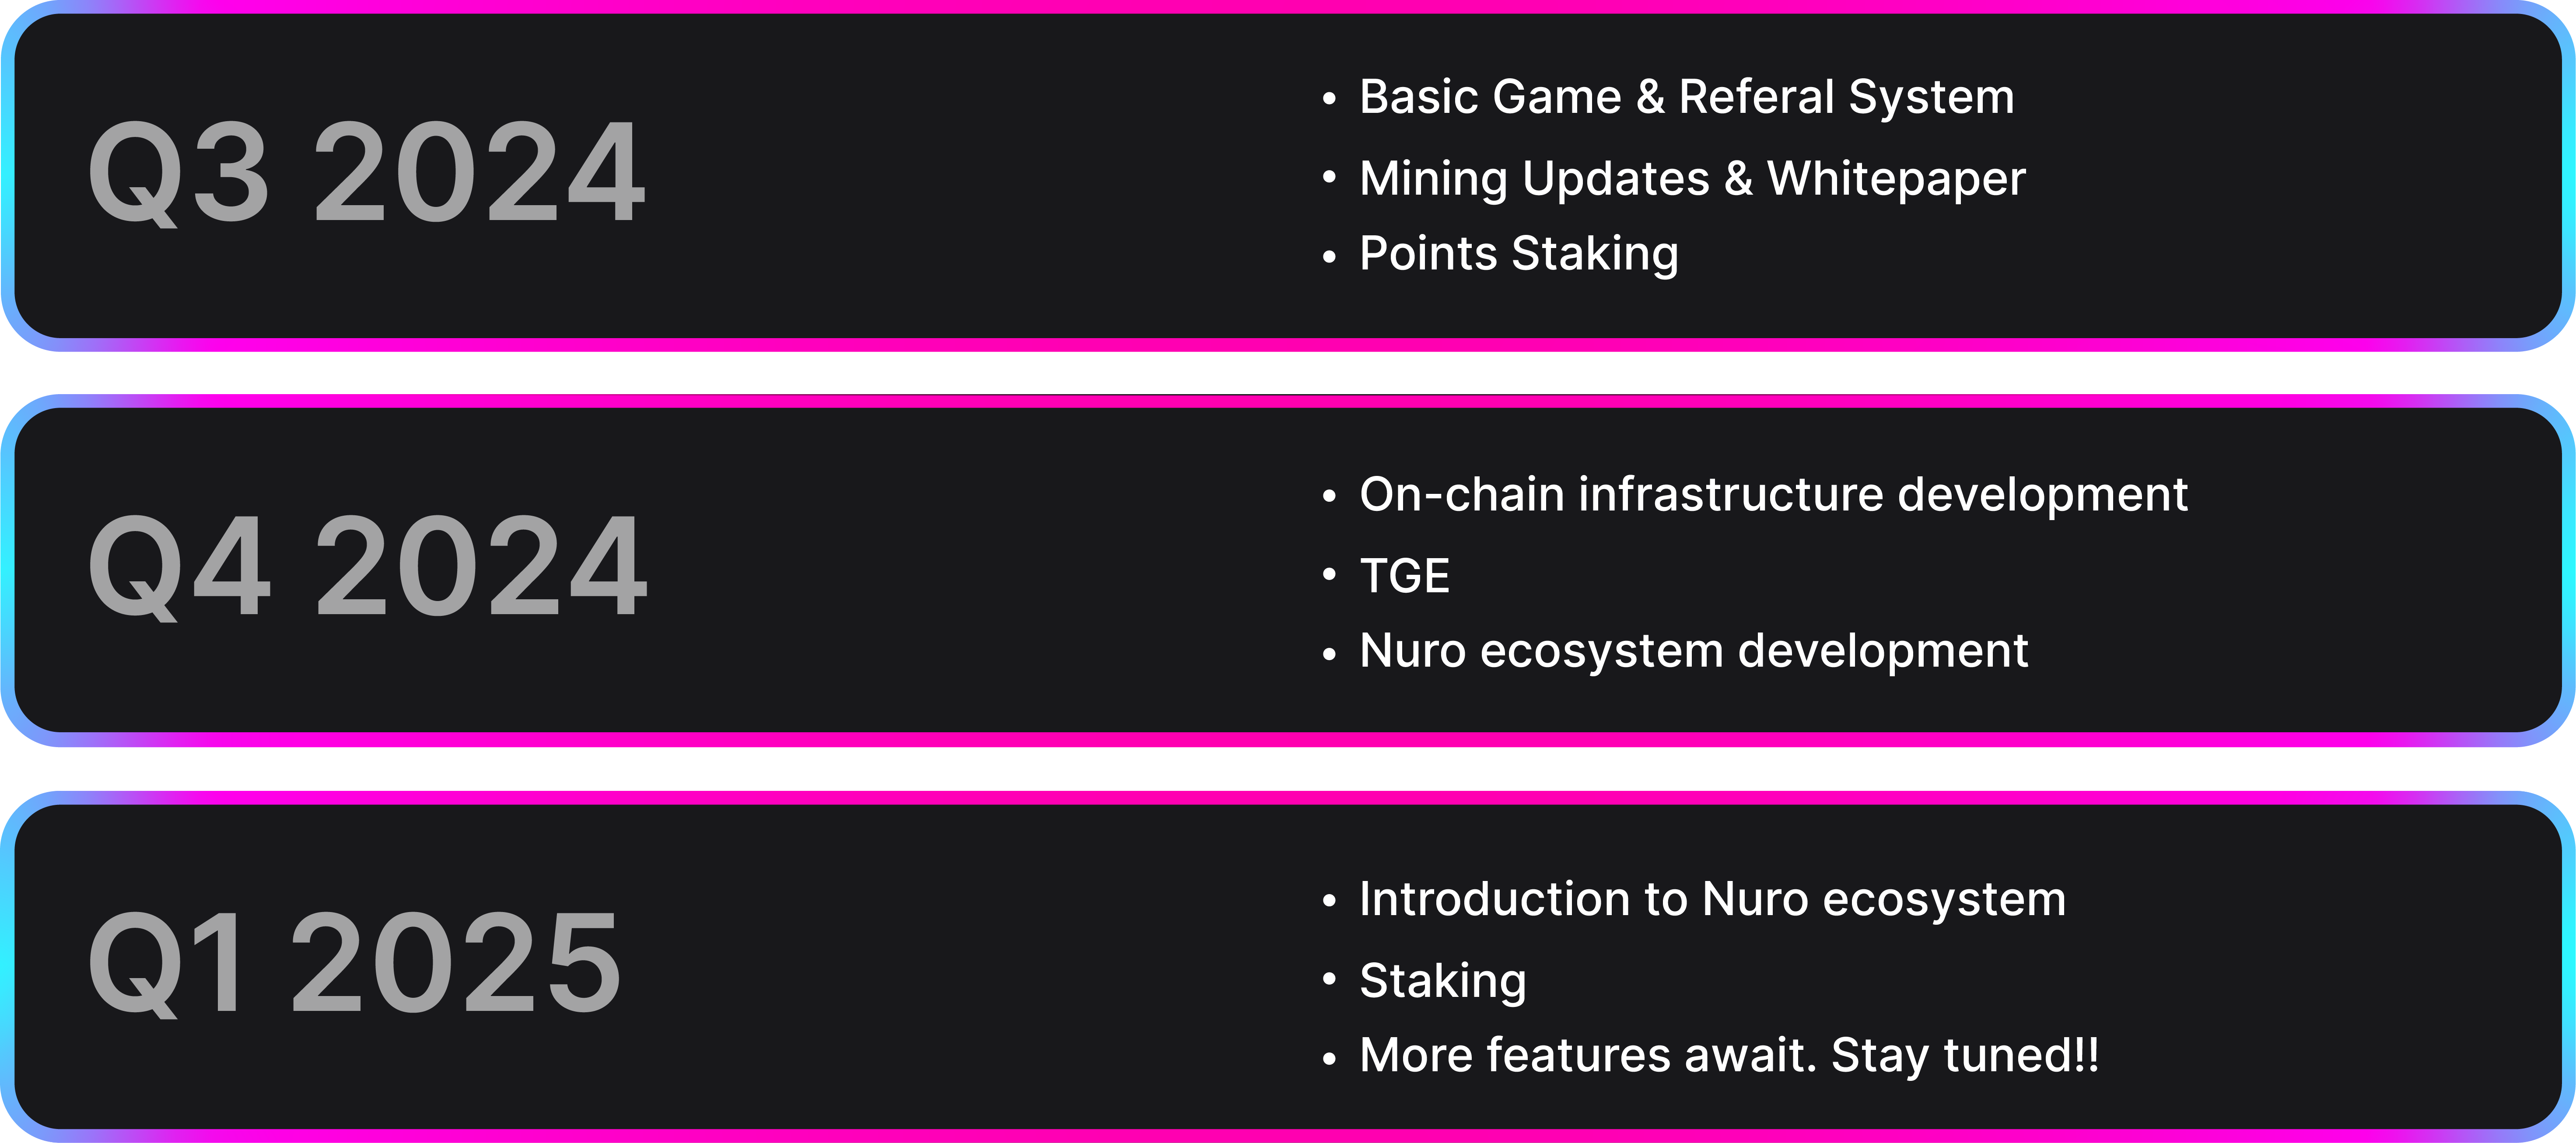 Q3 2024
• Basic Game & Referal System
• Mining Updates & Whitepaper
• Points Staking
Q4 2024
• On-chain infrastructure development
• TGE
• Nuro ecosystem development
Q1 2025
• Introduction to Nuro ecosystem
• Staking
• More features await. Stay tuned!!